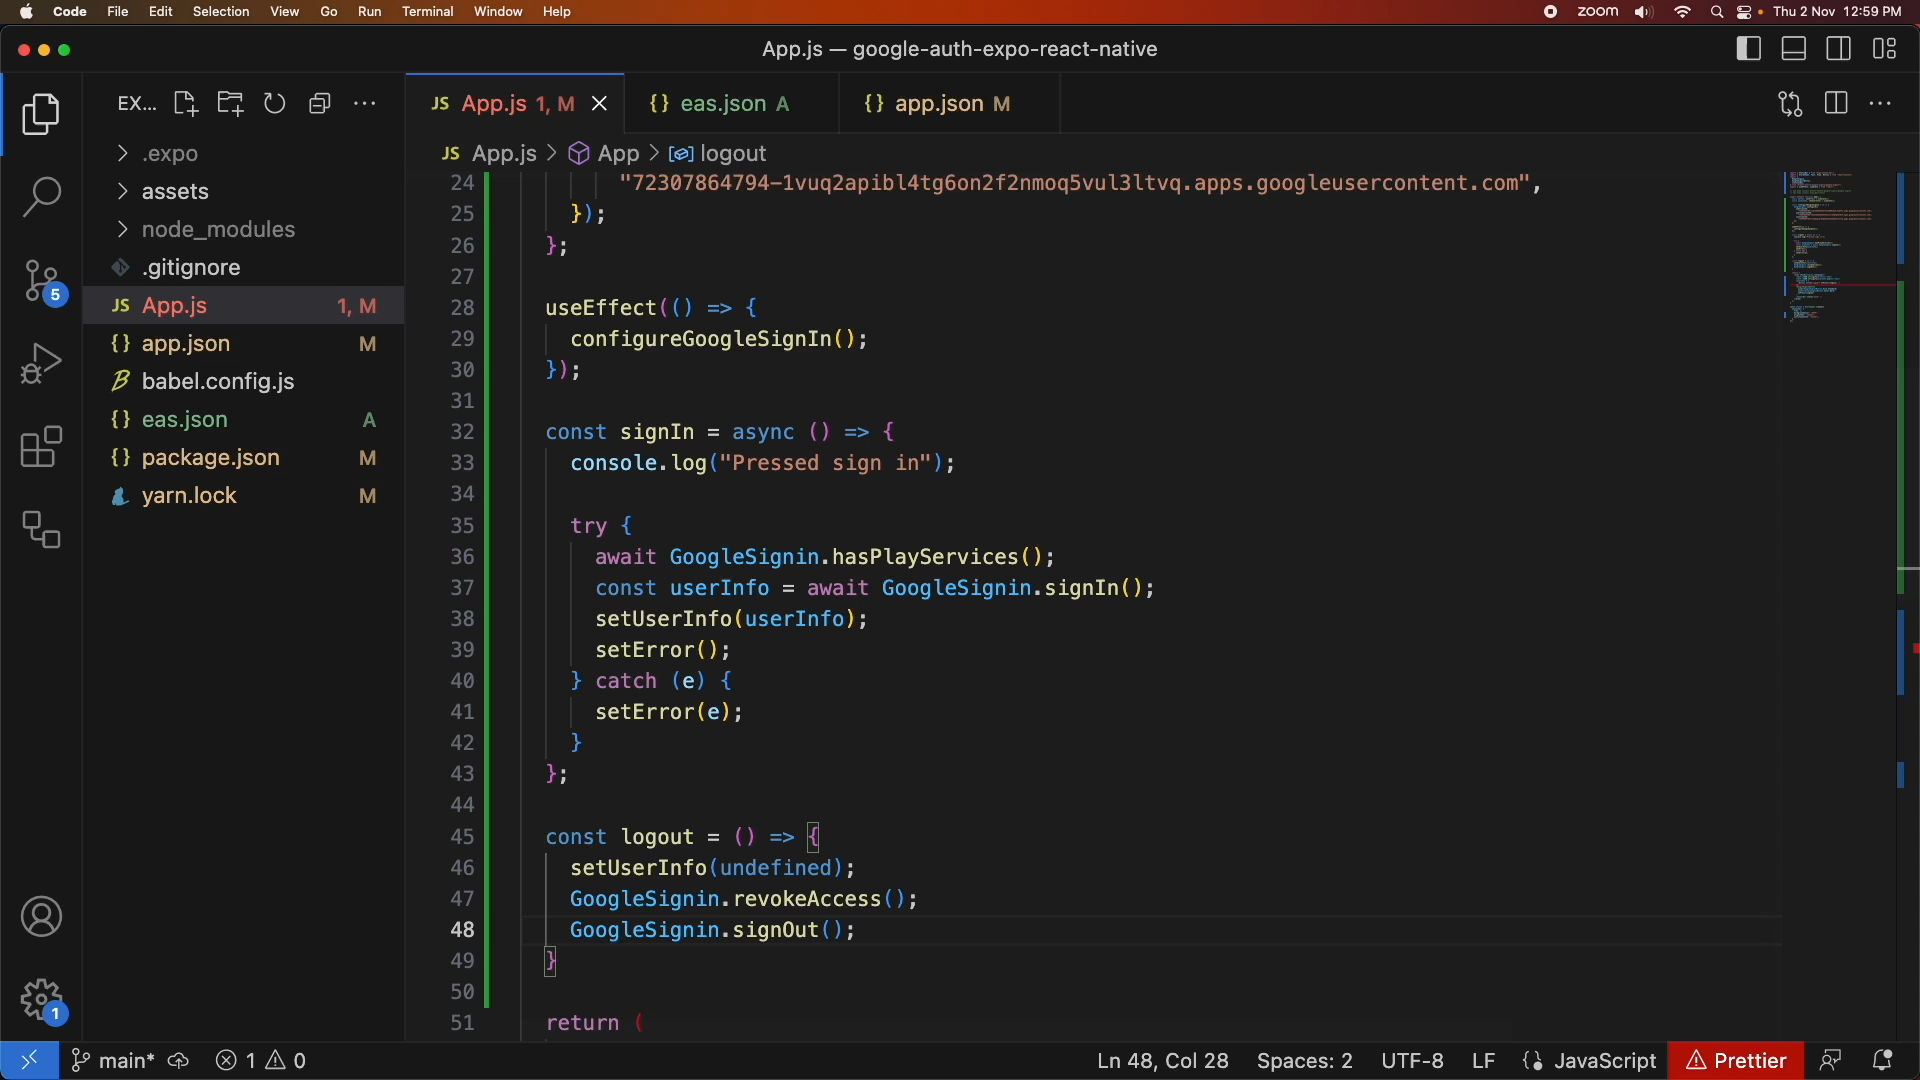 Code File Edit Selection View Go Run Terminal Window Help zoom Thu 2 Nov 12:59 PM
App.js — google-auth-expo-react-native
EX...
JS App.js 1, M
{} eas.json A
{} app.json M
JS App.js > App > logout
.expo
assets
node_modules
.gitignore
JS App.js 1, M
{} app.json M
babel.config.js
{} eas.json A
{} package.json M
yarn.lock M
5
1
24 "72307864794-1vuq2apibl4tg6on2f2nmoq5vul3ltvq.apps.googleusercontent.com",
25 });
26 };
27
28 useEffect(() => {
29 configureGoogleSignIn();
30 });
31
32 const signIn = async () => {
33 console.log("Pressed sign in");
34
35 try {
36 await GoogleSignin.hasPlayServices();
37 const userInfo = await GoogleSignin.signIn();
38 setUserInfo(userInfo);
39 setError();
40 } catch (e) {
41 setError(e);
42 }
43 };
44
45 const logout = () => {
46 setUserInfo(undefined);
47 GoogleSignin.revokeAccess();
48 GoogleSignin.signOut();
49 }
50
51 return (
main* 1 0 Ln 48, Col 28 Spaces: 2 UTF-8 LF JavaScript Prettier